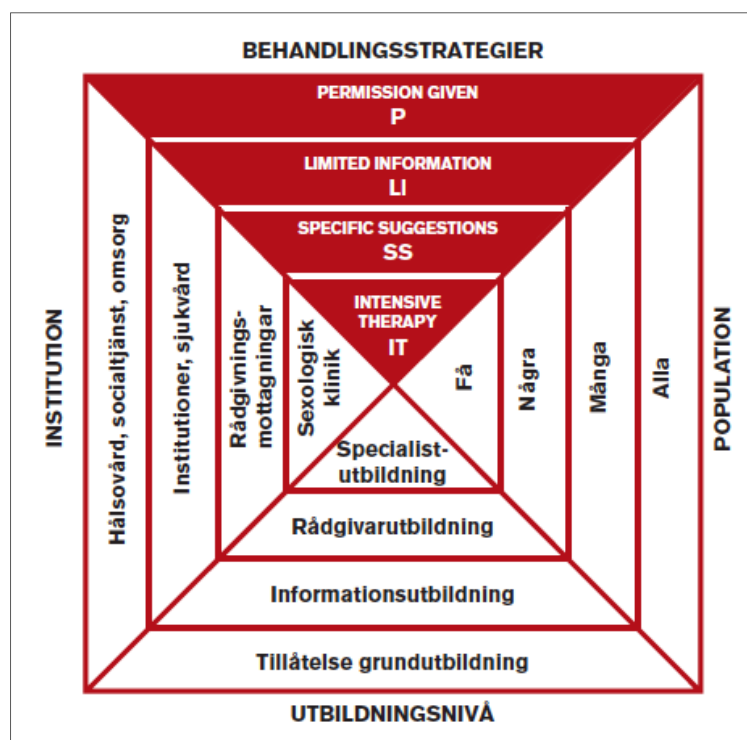 BEHANDLINGSSTRATEGIER
PERMISSION GIVEN
P
LIMITED INFORMATION
LI
SPECIFIC SUGGESTIONS
SS
INTENSIVE
THERAPY
IT
INSTITUTION
Hålsovård, socialtjänst, omsorg
Institutioner, sjukvård
Rådgivnings-
mottagningar
Sexologisk
klinik
Få
Några
Många
Alla
POPULATION
Specialist-
utbildning
Rådgivarutbildning
Informationsutbildning
Tillåtelse grundutbildning
UTBILDNINGSNIVÅ